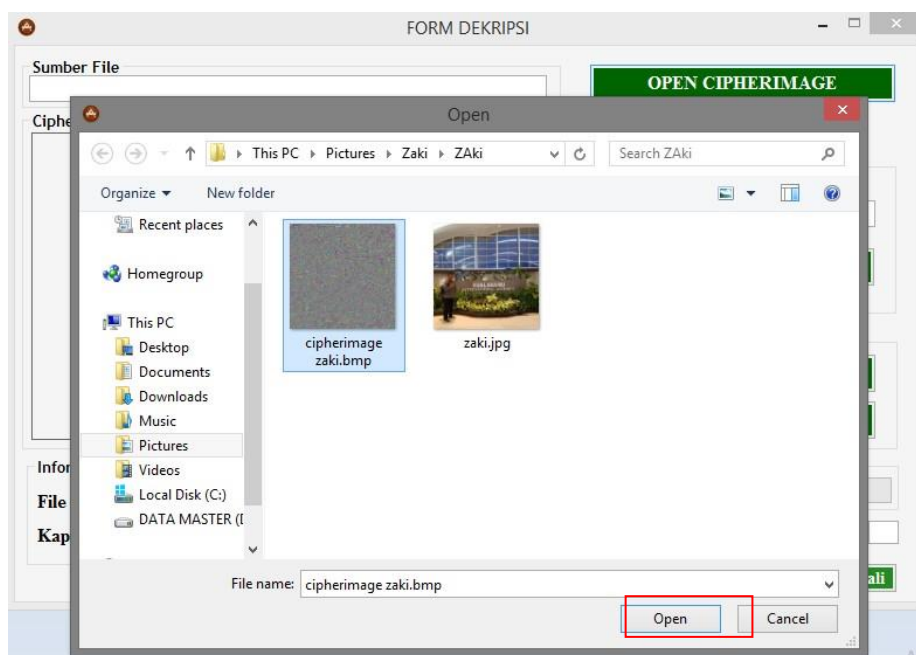 FORM DEKRIPSI
Sumber File
OPEN CIPHERIMAGE
Ciphe
Open
This PC Pictures Zaki ZAki
Search ZAki
Organize New folder
Recent places
Homegroup
This PC
Desktop
Documents
Downloads
Music
Pictures
Videos
Local Disk (C:)
DATA MASTER (D
cipherimage
zaki.bmp
zaki.jpg
Infor
File
Kap
File name: cipherimage zaki.bmp
ali
Open Cancel